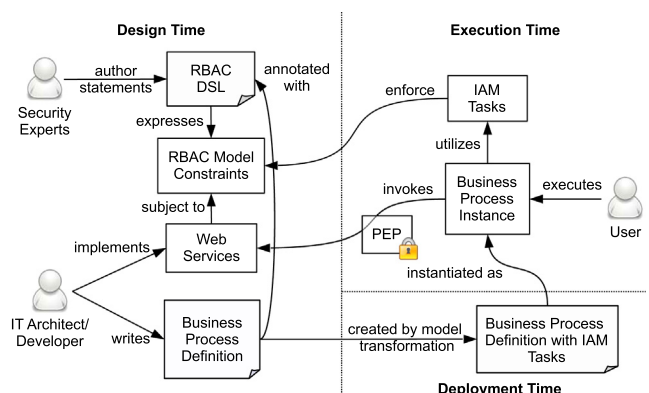 Design Time
Execution Time
Security
Experts
author
statements
RBAC
DSL
annotated
with
expresses
RBAC Model
Constraints
enforce
IAM
Tasks
utilizes
subject to
Web
Services
invokes
PEP
Business
Process
Instance
executes
User
implements
IT Architect/
Developer
writes
Business
Process
Definition
instantiated as
created by model
transformation
Business Process
Definition with IAM
Tasks
Deployment Time